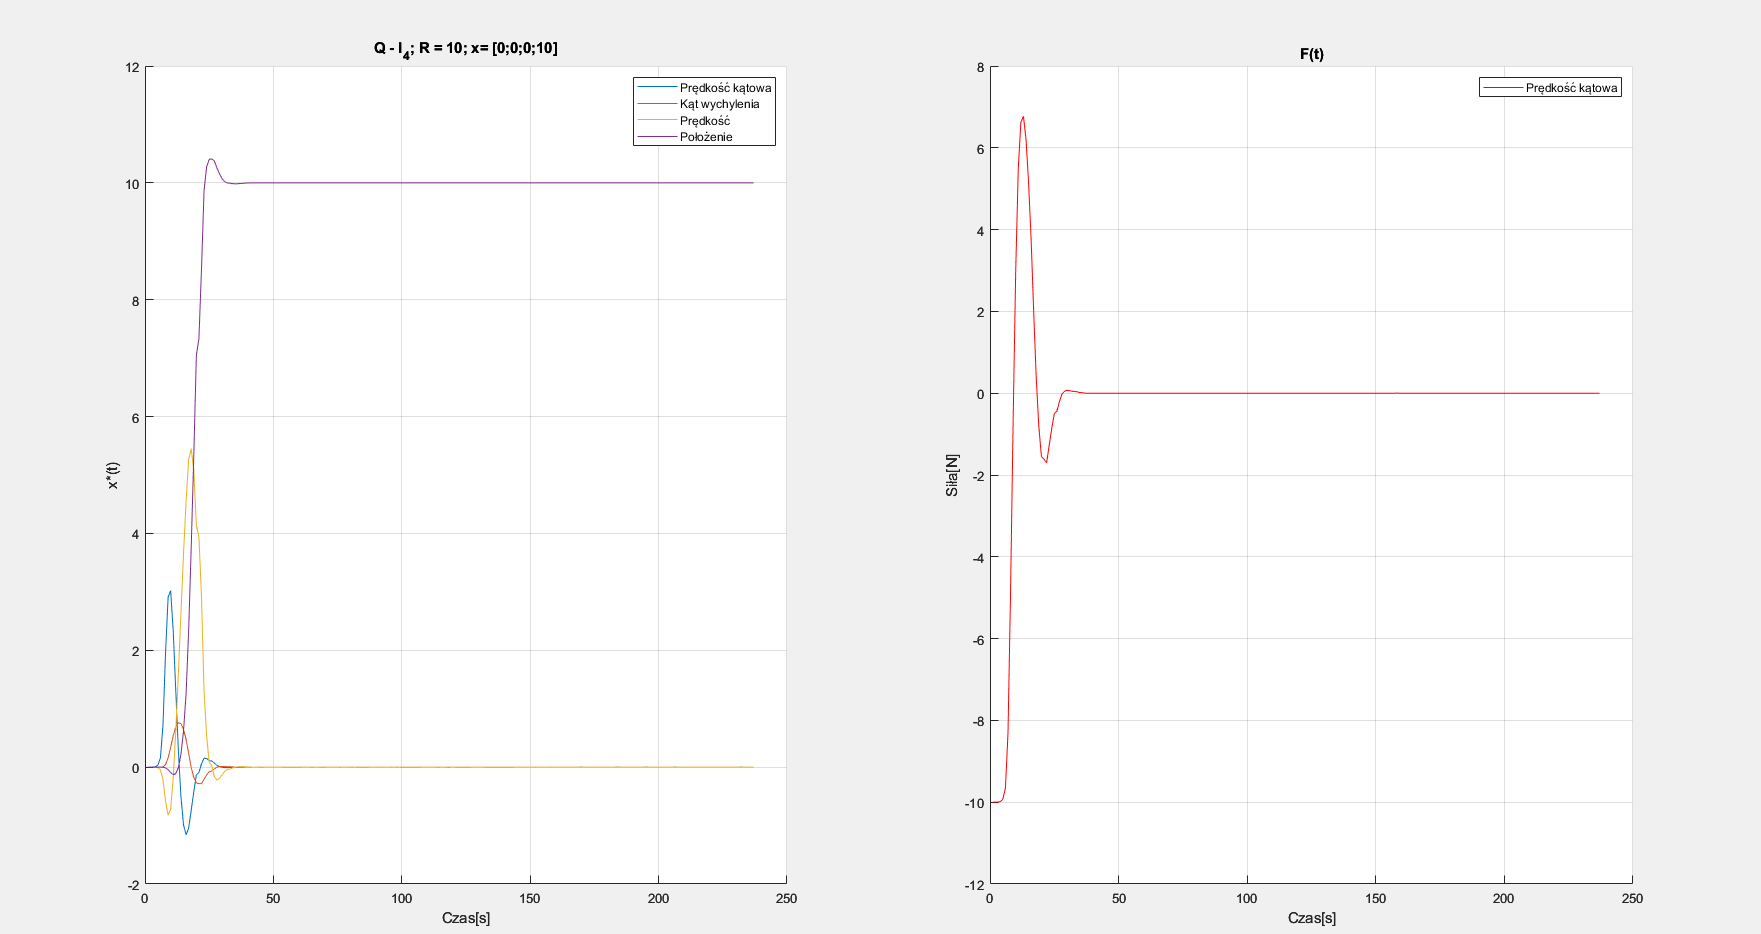 Q - I4; R = 10; x= [0;0;0;10]
12
10
8
6
4
2
0
-2
x*(t)
0
50
100
150
200
250
Czas[s]
Prędkość kątowa
Kąt wychylenia
Prędkość
Położenie
F(t)
8
6
4
2
0
-2
-4
-6
-8
-10
-12
Siła[N]
0
50
100
150
200
250
Czas[s]
Prędkość kątowa